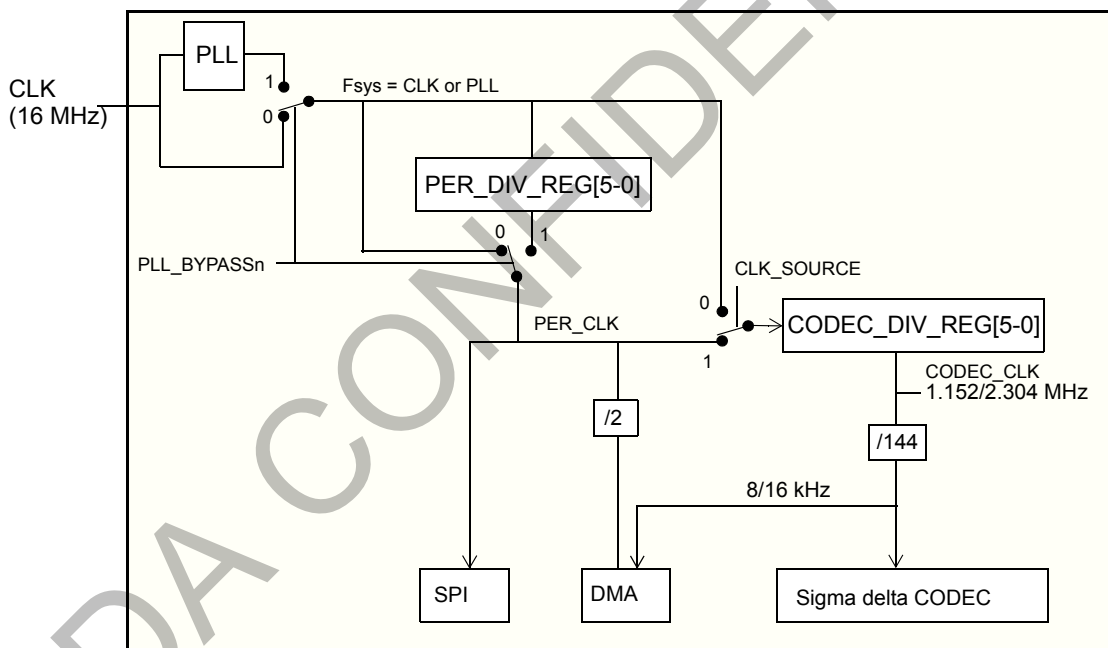 PLL
CLK
(16 MHz)
1
0
Fsys = CLK or PLL
PER_DIV_REG[5-0]
0
1
PLL_BYPASSn
CLK_SOURCE
0
PER_CLK
1
CODEC_DIV_REG[5-0]
CODEC_CLK
1.152/2.304 MHz
/2
/144
8/16 kHz
SPI
DMA
Sigma delta CODEC
DA CONFIDE